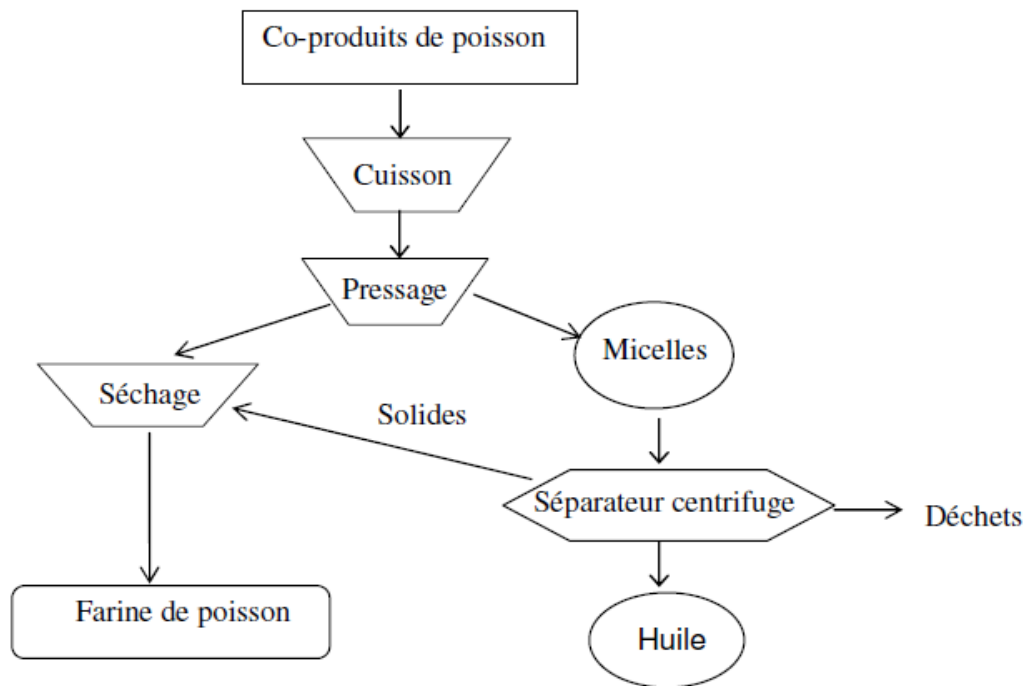 Co-produits de poisson
Cuisson
Pressage
Micelles
Séchage
Solides
Séparateur centrifuge
Déchets
Farine de poisson
Huile